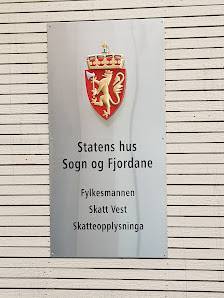 Statens hus
Sogn og Fjordane
Fylkesmannen
Skatt Vest
Skatteopplysninga